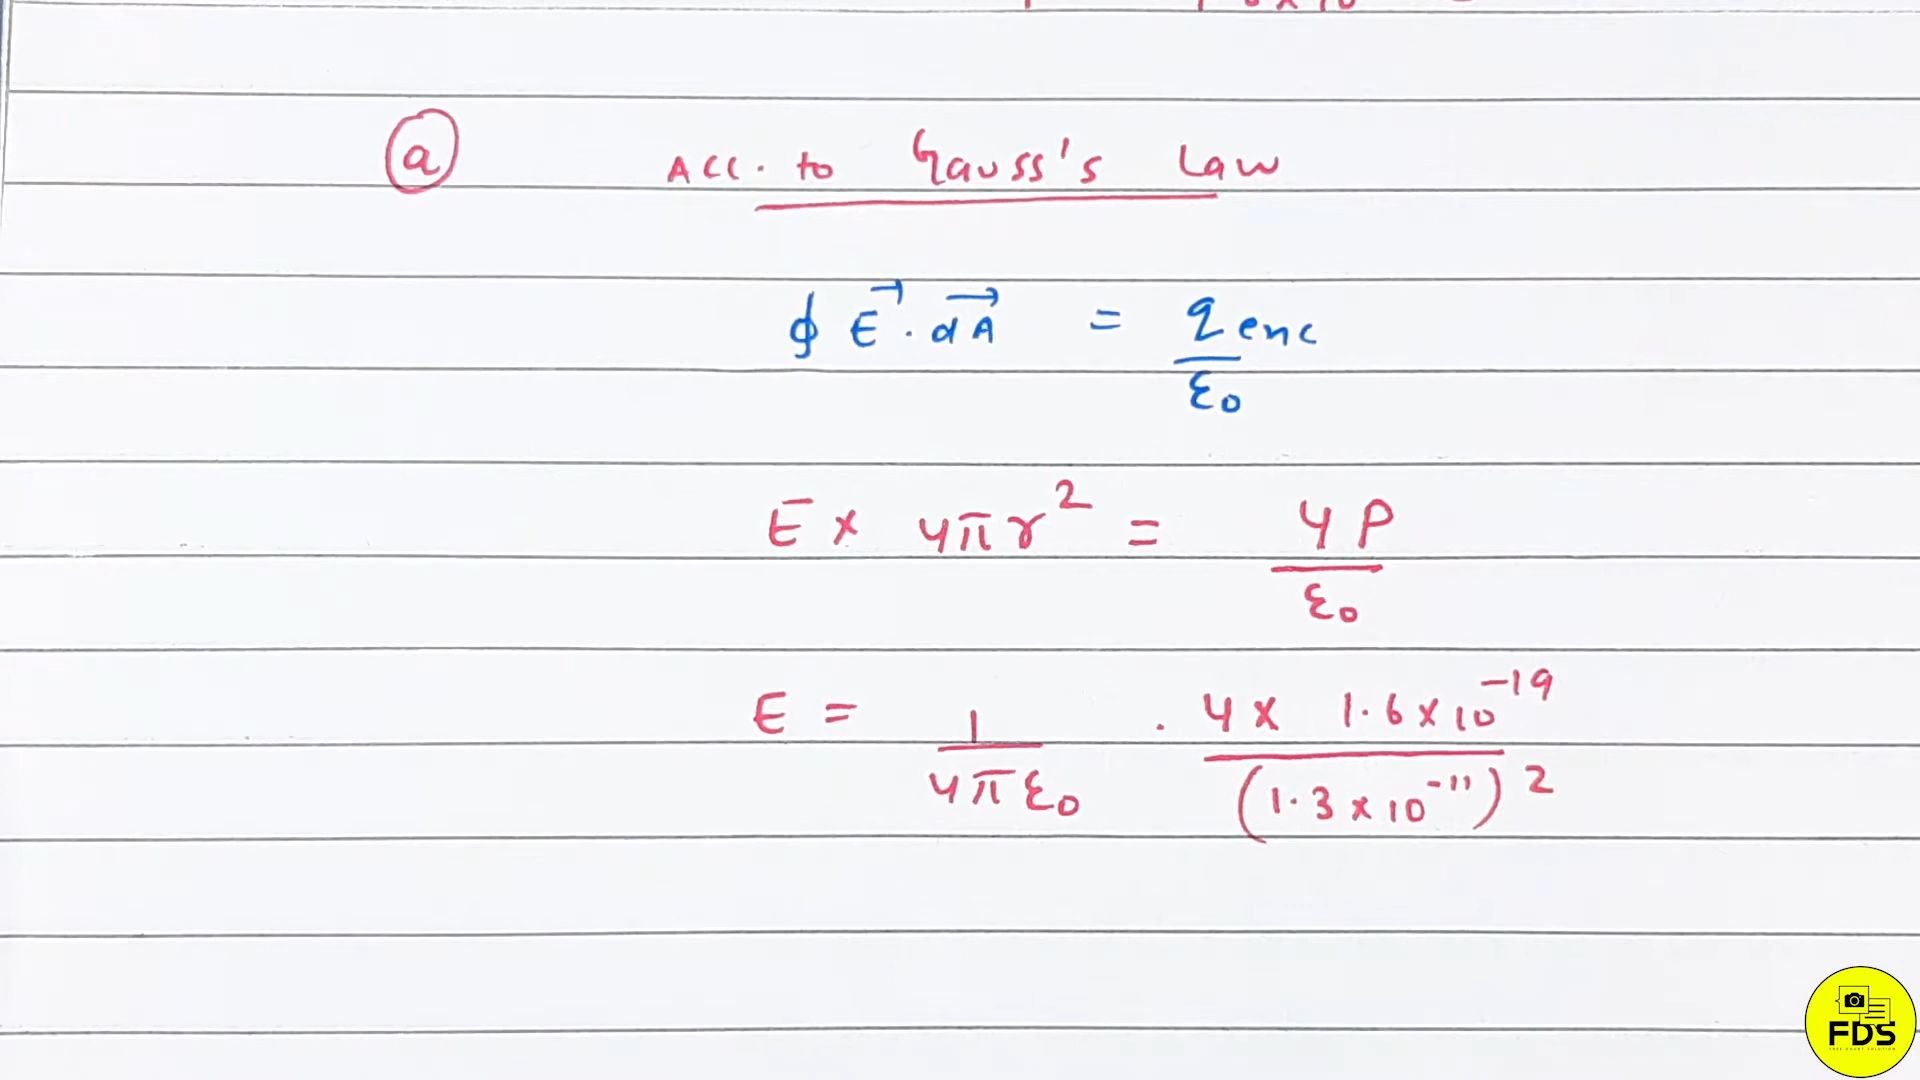 ⓐ Acc. to Gauss's Law
∮ E⃗ . dA⃗ = q enc / ε₀
E × 4πr² = 4P / ε₀
E = 1 / 4πε₀ . 4 × 1.6 × 10⁻¹⁹ / (1.3 × 10⁻¹¹)²
FDS